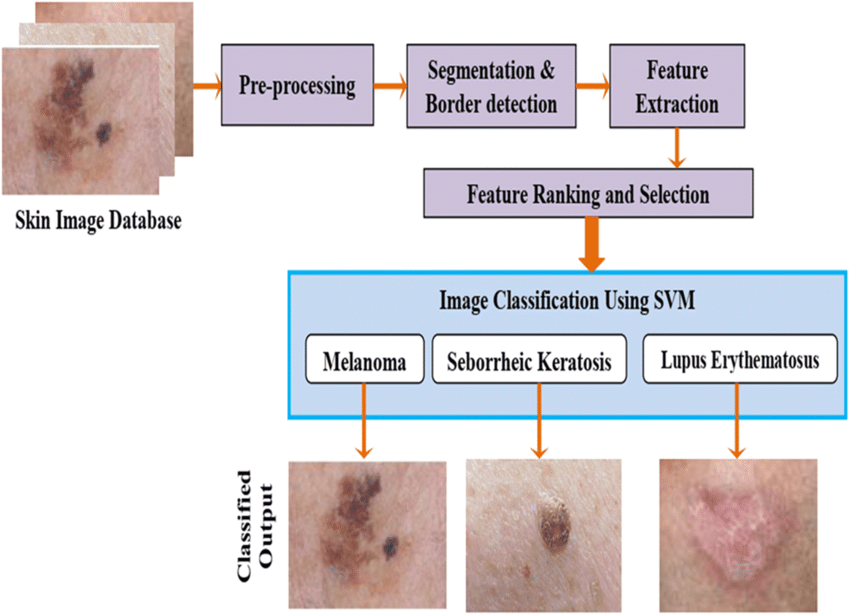 Skin Image Database
Pre-processing
Segmentation &
Border detection
Feature
Extraction
Feature Ranking and Selection
Image Classification Using SVM
Melanoma
Seborrheic Keratosis
Lupus Erythematosus
Classified
Output